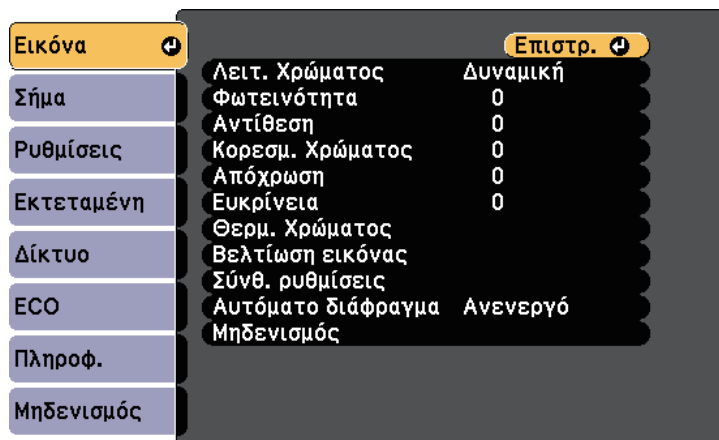 Εικόνα
Σήμα
Ρυθμίσεις
Εκτεταμένη
Δίκτυο
ECO
Πληροφ.
Μηδενισμός
Επιστρ.
Λειτ. Χρώματος Δυναμική
Φωτεινότητα 0
Αντίθεση 0
Κορεσμ. Χρώματος 0
Απόχρωση 0
Ευκρίνεια 0
Θερμ. Χρώματος
Βελτίωση εικόνας
Σύνθ. ρυθμίσεις
Αυτόματο διάφραγμα Ανενεργό
Μηδενισμός